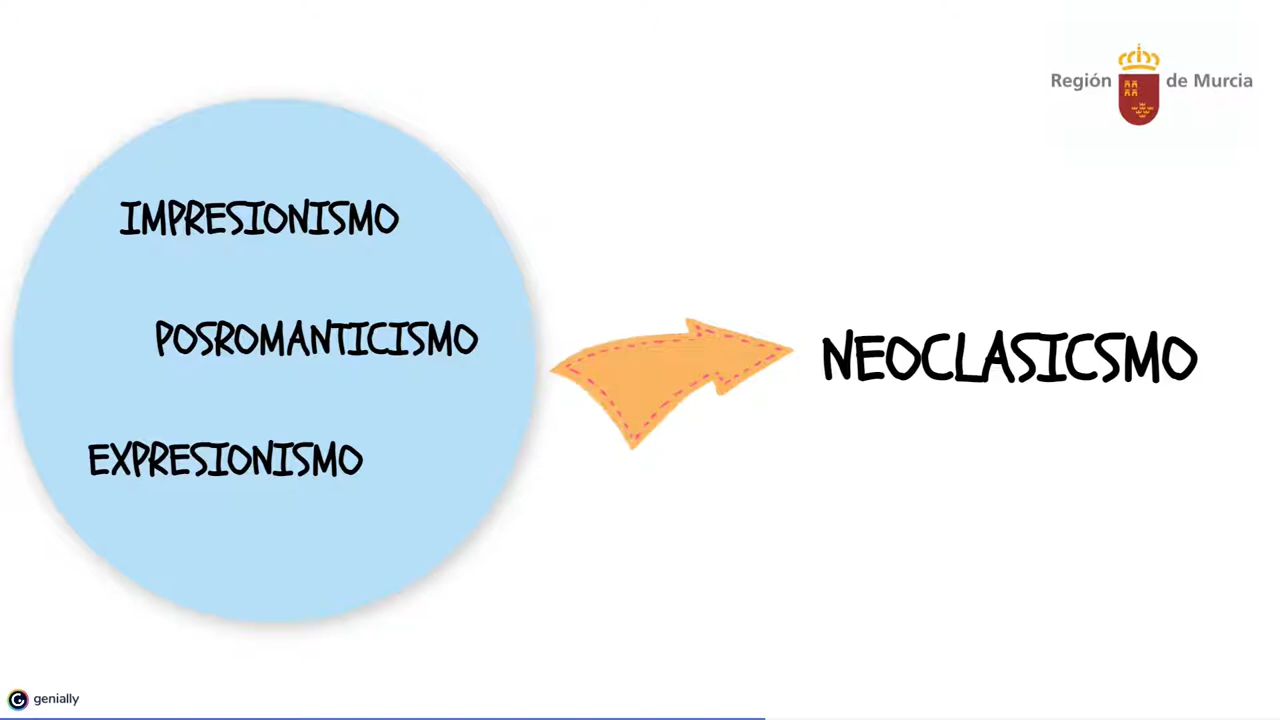 Región de Murcia
IMPRESIONISMO
POSROMANTICISMO
NEOCLASICSMO
EXPRESIONISMO
genially